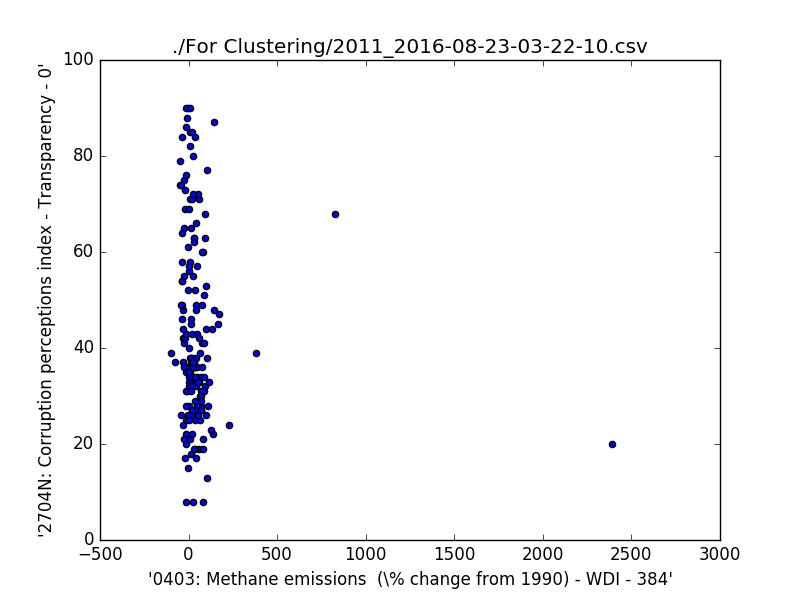 ./For Clustering/2011_2016-08-23-03-22-10.csv
100
80
60
40
20
0
'2704N: Corruption perceptions index - Transparency - 0'
−500 0 500 1000 1500 2000 2500 3000
'0403: Methane emissions  (\% change from 1990) - WDI - 384'